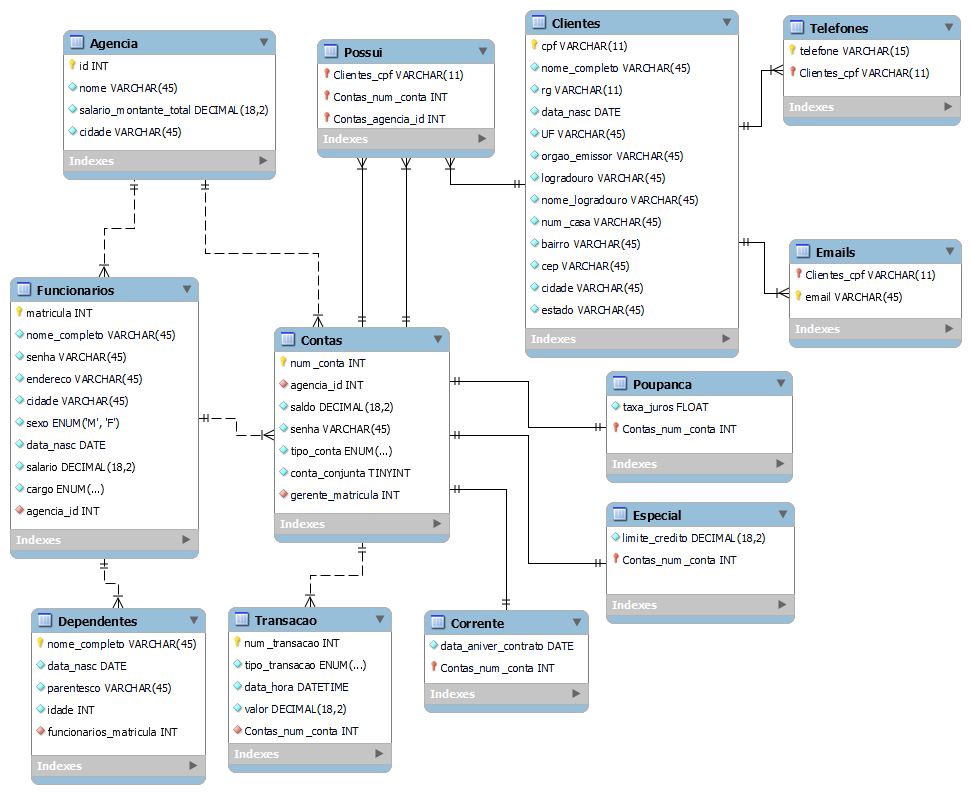 Agencia
id INT
nome VARCHAR(45)
salario_montante_total DECIMAL(18,2)
cidade VARCHAR(45)
Indexes
Possui
Clientes_cpf VARCHAR(11)
Contas_num_conta INT
Contas_agencia_id INT
Indexes
Clientes
cpf VARCHAR(11)
nome_completo VARCHAR(45)
rg VARCHAR(11)
data_nasc DATE
UF VARCHAR(45)
orgao_emissor VARCHAR(45)
logradouro VARCHAR(45)
nome_logradouro VARCHAR(45)
num_casa VARCHAR(45)
bairro VARCHAR(45)
cep VARCHAR(45)
cidade VARCHAR(45)
estado VARCHAR(45)
Indexes
Telefones
telefone VARCHAR(15)
Clientes_cpf VARCHAR(11)
Indexes
Emails
Clientes_cpf VARCHAR(11)
email VARCHAR(45)
Indexes
Funcionarios
matricula INT
nome_completo VARCHAR(45)
senha VARCHAR(45)
endereco VARCHAR(45)
cidade VARCHAR(45)
sexo ENUM('M', 'F')
data_nasc DATE
salario DECIMAL(18,2)
cargo ENUM(...)
agencia_id INT
Indexes
Contas
num_conta INT
agencia_id INT
saldo DECIMAL(18,2)
senha VARCHAR(45)
tipo_conta ENUM(...)
conta_conjunta TINYINT
gerente_matricula INT
Indexes
Poupanca
taxa_juros FLOAT
Contas_num_conta INT
Indexes
Especial
limite_credito DECIMAL(18,2)
Contas_num_conta INT
Indexes
Dependentes
nome_completo VARCHAR(45)
data_nasc DATE
parentesco VARCHAR(45)
idade INT
funcionarios_matricula INT
Indexes
Transacao
num_transacao INT
tipo_transacao ENUM(...)
data_hora DATETIME
valor DECIMAL(18,2)
Contas_num_conta INT
Indexes
Corrente
data_aniver_contrato DATE
Contas_num_conta INT
Indexes